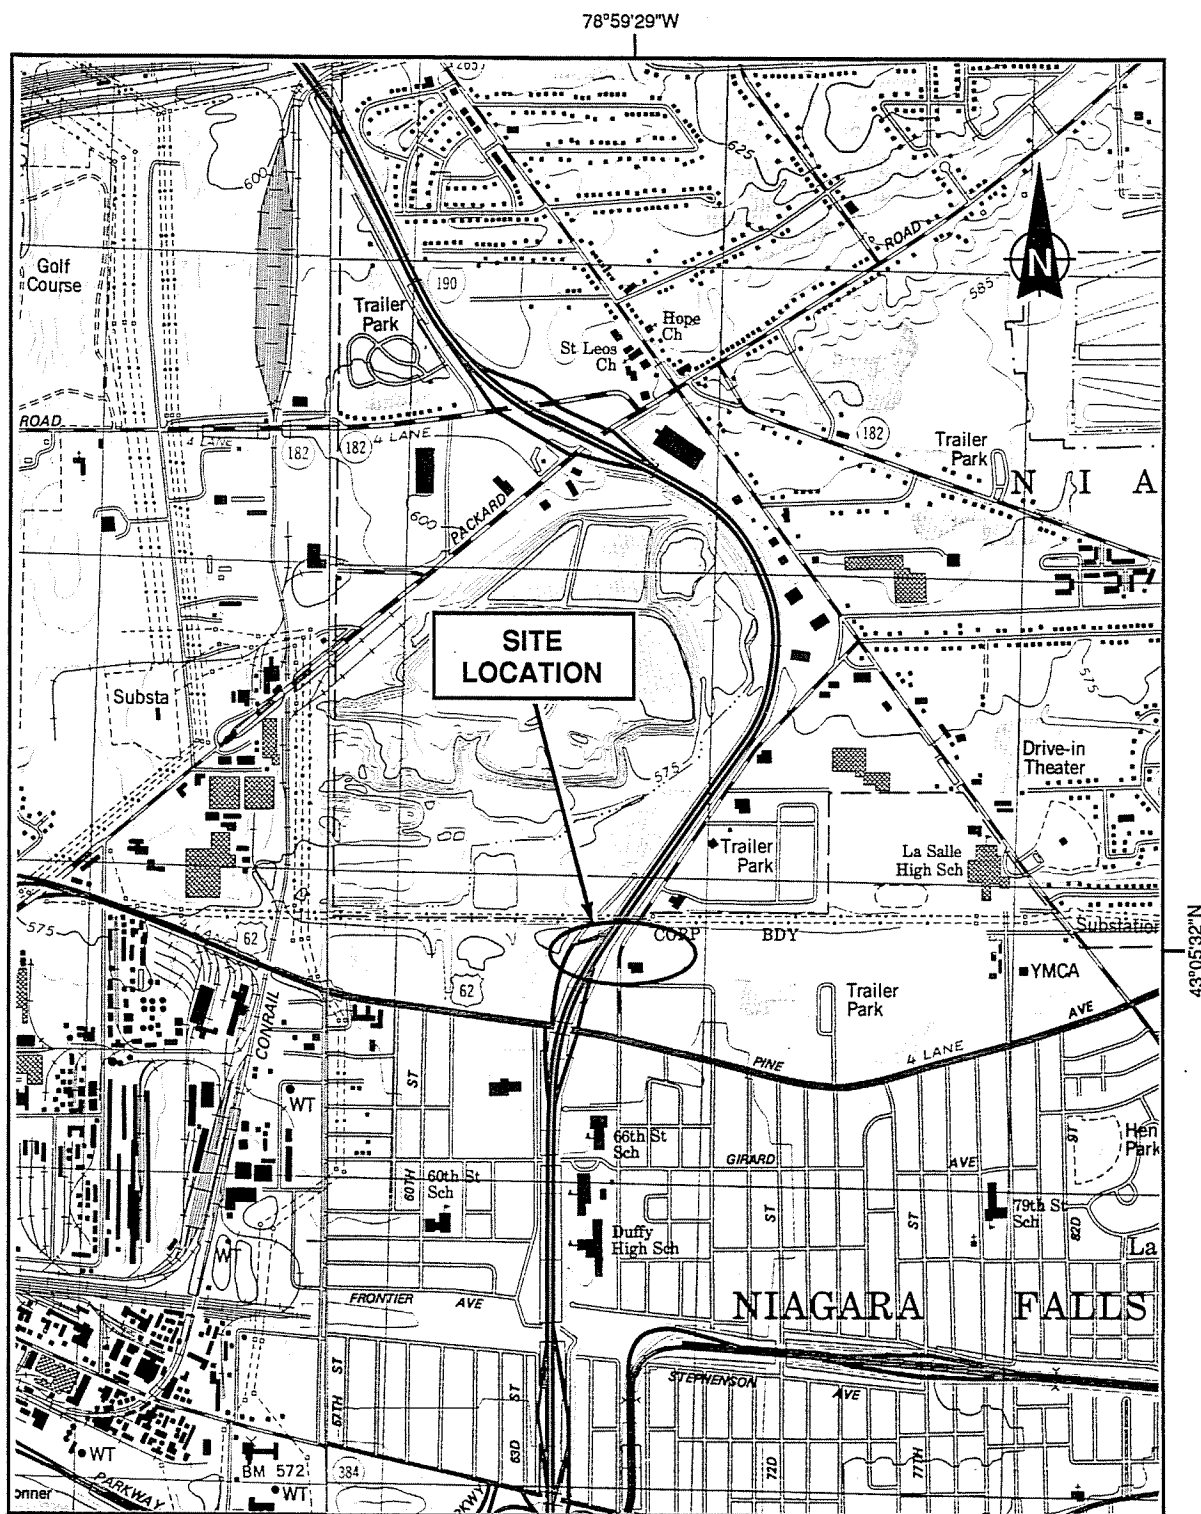 78°59'29"W
265
600
625
ROAD
N
Golf
Course
190
585
Trailer
Park
Hope
Ch
St Leos
Ch
ROAD
4 LANE
182
182
4 LANE
182
Trailer
Park
N I A
PACKARD
600
SITE
LOCATION
Substa
575
575
Drive-in
Theater
Trailer
Park
La Salle
High Sch
575
62
CORP BDY
Substation
62
YMCA
43°05'32"N
Trailer
Park
CONRAIL
PINE
4 LANE
AVE
ST
WT
66th St
Sch
GIRARD
AVE
91ST
Hen
Park
60TH
60th St
Sch
ST
ST
79th St
Sch
82D
WT
Duffy
High Sch
La
FRONTIER AVE
NIAGARA FALLS
ST
67TH
ST
63D
STEPHENSON
AVE
72D
77TH
WT
BM 572
WT
384
PARKWAY
onner
KWY